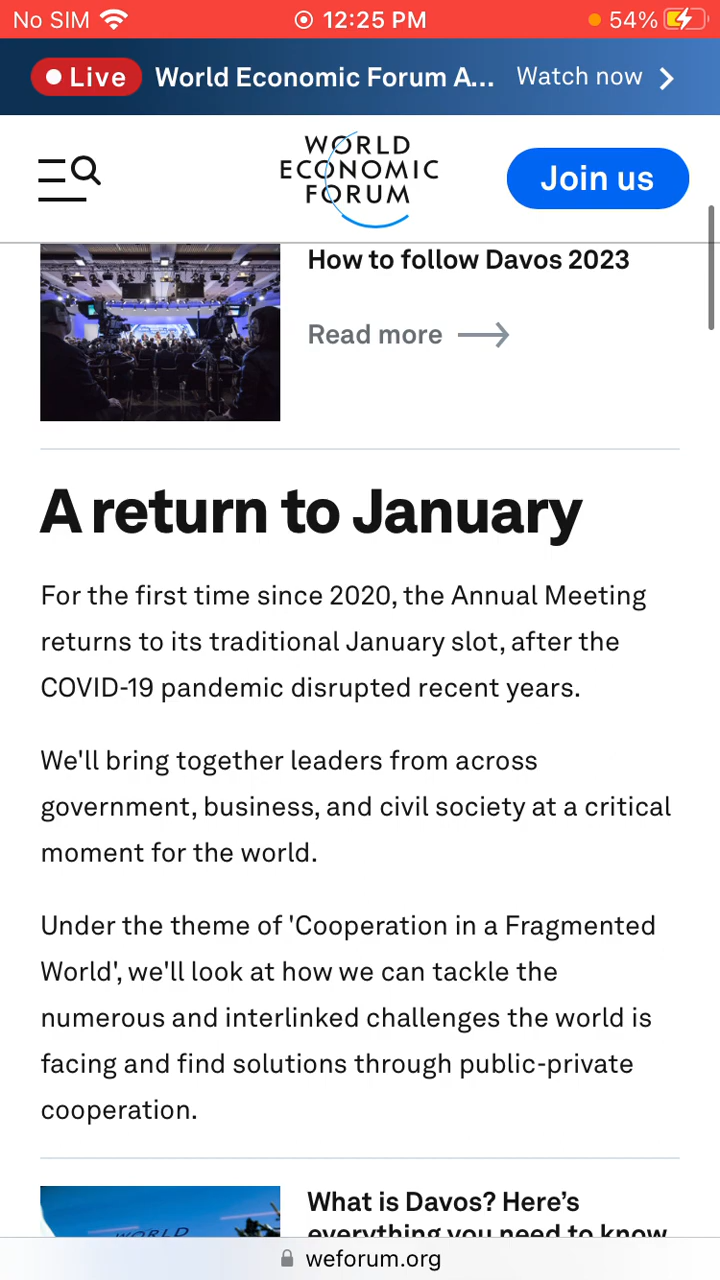 No SIM 12:25 PM 54%
Live World Economic Forum A... Watch now
WORLD
ECONOMIC
FORUM
Join us
How to follow Davos 2023
Read more
A return to January
For the first time since 2020, the Annual Meeting
returns to its traditional January slot, after the
COVID-19 pandemic disrupted recent years.
We'll bring together leaders from across
government, business, and civil society at a critical
moment for the world.
Under the theme of 'Cooperation in a Fragmented
World', we'll look at how we can tackle the
numerous and interlinked challenges the world is
facing and find solutions through public-private
cooperation.
WORLD
What is Davos? Here’s
everything you need to know
weforum.org